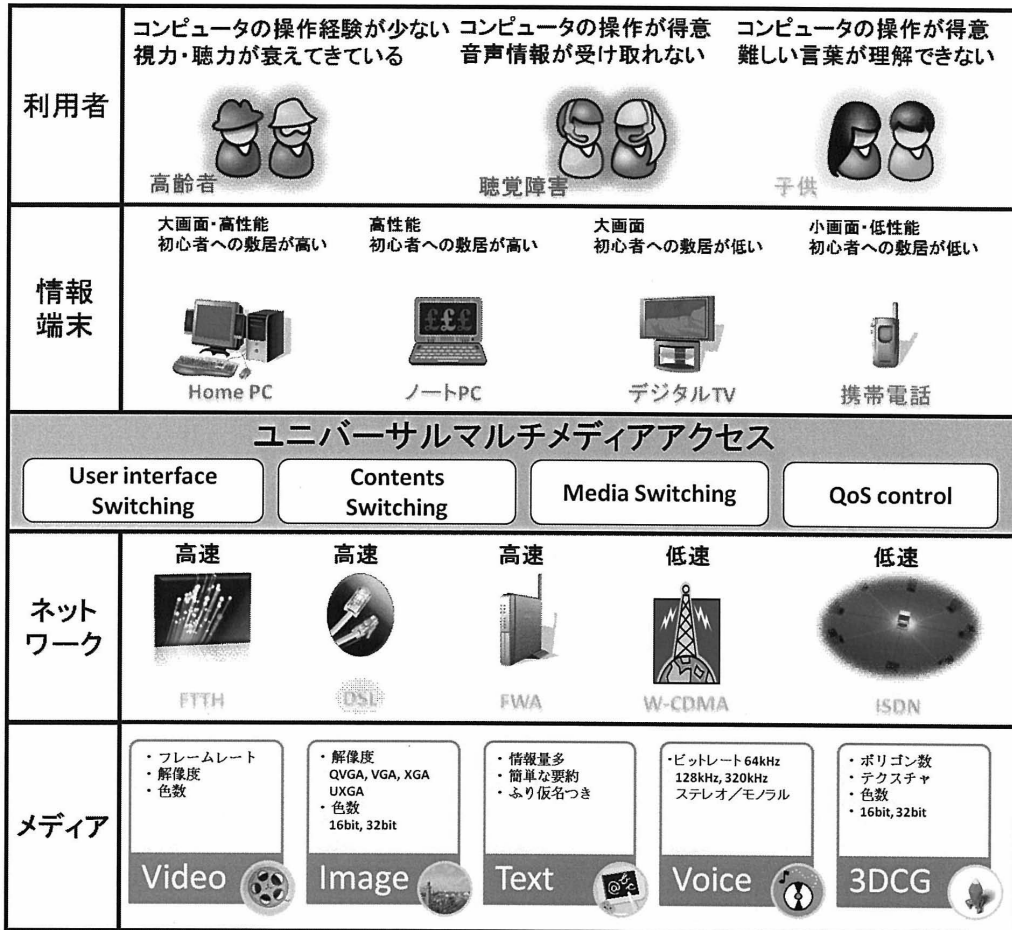 利用者
コンピュータの操作経験が少ない
視力・聴力が衰えてきている
高齢者
コンピュータの操作が得意
音声情報が受け取れない
聴覚障害
コンピュータの操作が得意
難しい言葉が理解できない
子供
情報
端末
大画面・高性能
初心者への敷居が高い
Home PC
高性能
初心者への敷居が高い
£££
ノートPC
大画面
初心者への敷居が低い
デジタルTV
小画面・低性能
初心者への敷居が低い
携帯電話
ユニバーサルマルチメディアアクセス
User interface
Switching
Contents
Switching
Media Switching
QoS control
ネット
ワーク
高速
FTTH
高速
DSL
高速
FWA
低速
W-CDMA
低速
ISDN
メディア
・フレームレート
・解像度
・色数
Video
・解像度
QVGA, VGA, XGA
UXGA
・色数
16bit, 32bit
Image
・情報量多
・簡単な要約
・ふり仮名つき
Text
・ビットレート 64kHz
128kHz, 320kHz
ステレオ／モノラル
Voice
・ポリゴン数
・テクスチャ
・色数
・16bit, 32bit
3DCG